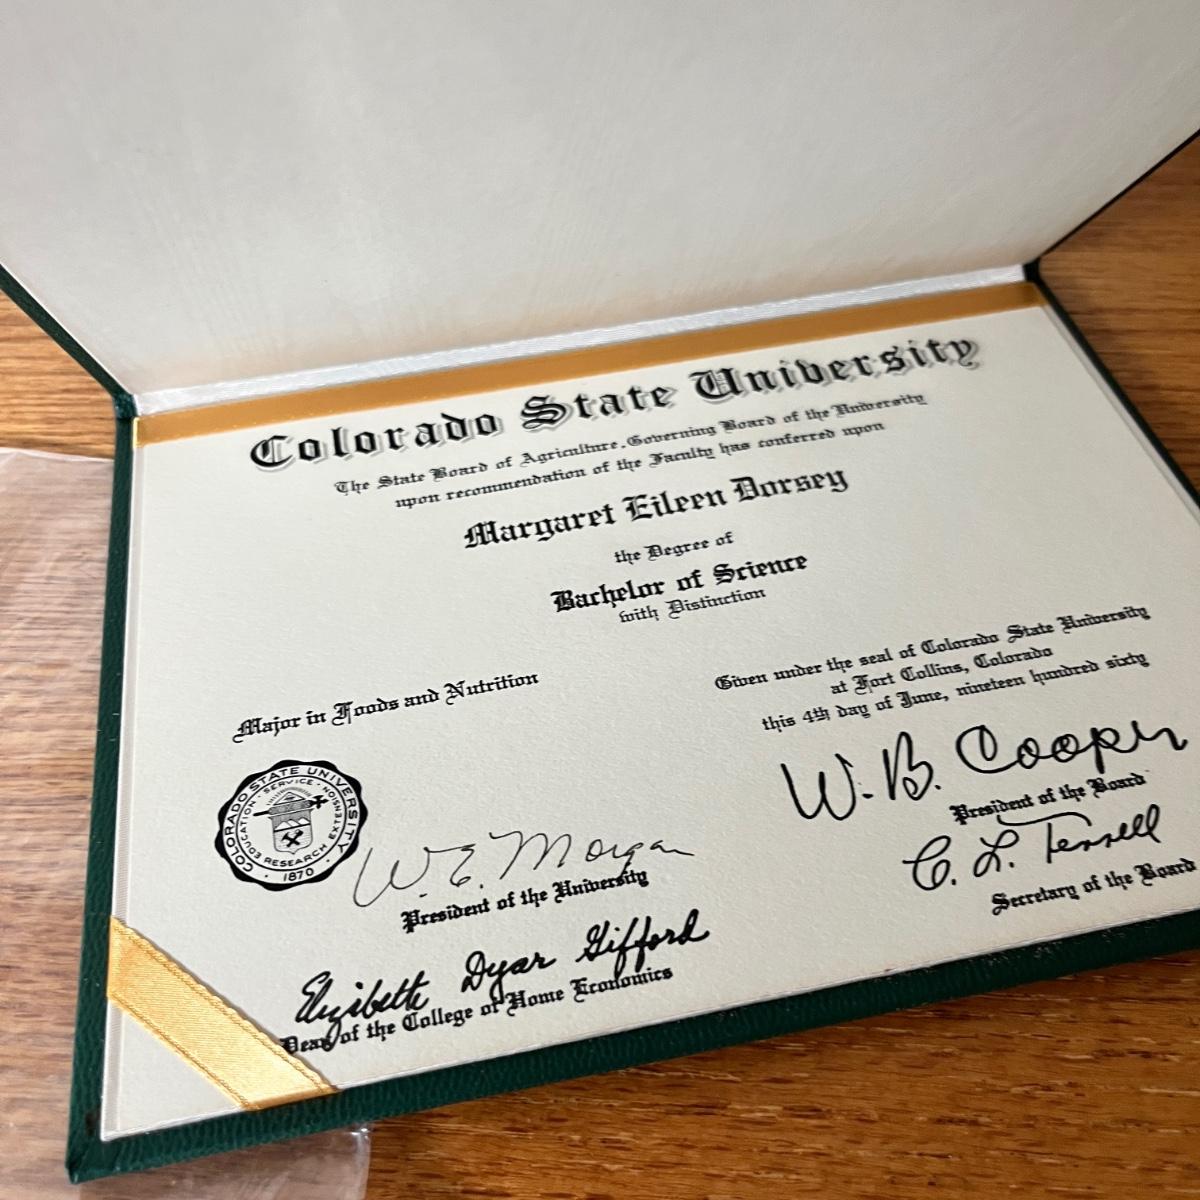 Colorado State University
The State Board of Agriculture, Governing Board of the University
upon recommendation of the Faculty has conferred upon
Margaret Eileen Dorsey
the Degree of
Bachelor of Science
with Distinction
Major in Foods and Nutrition
Given under the seal of Colorado State University
at Fort Collins, Colorado
this 4th day of June, nineteen hundred sixty
COLORADO STATE UNIVERSITY
EDUCATION · SERVICE · EXTENSION
RESEARCH
1870
W. E. Morgan
President of the University
Elizabeth Dyar Gifford
Dean of the College of Home Economics
W. B. Cooper
President of the Board
C. L. Terrell
Secretary of the Board